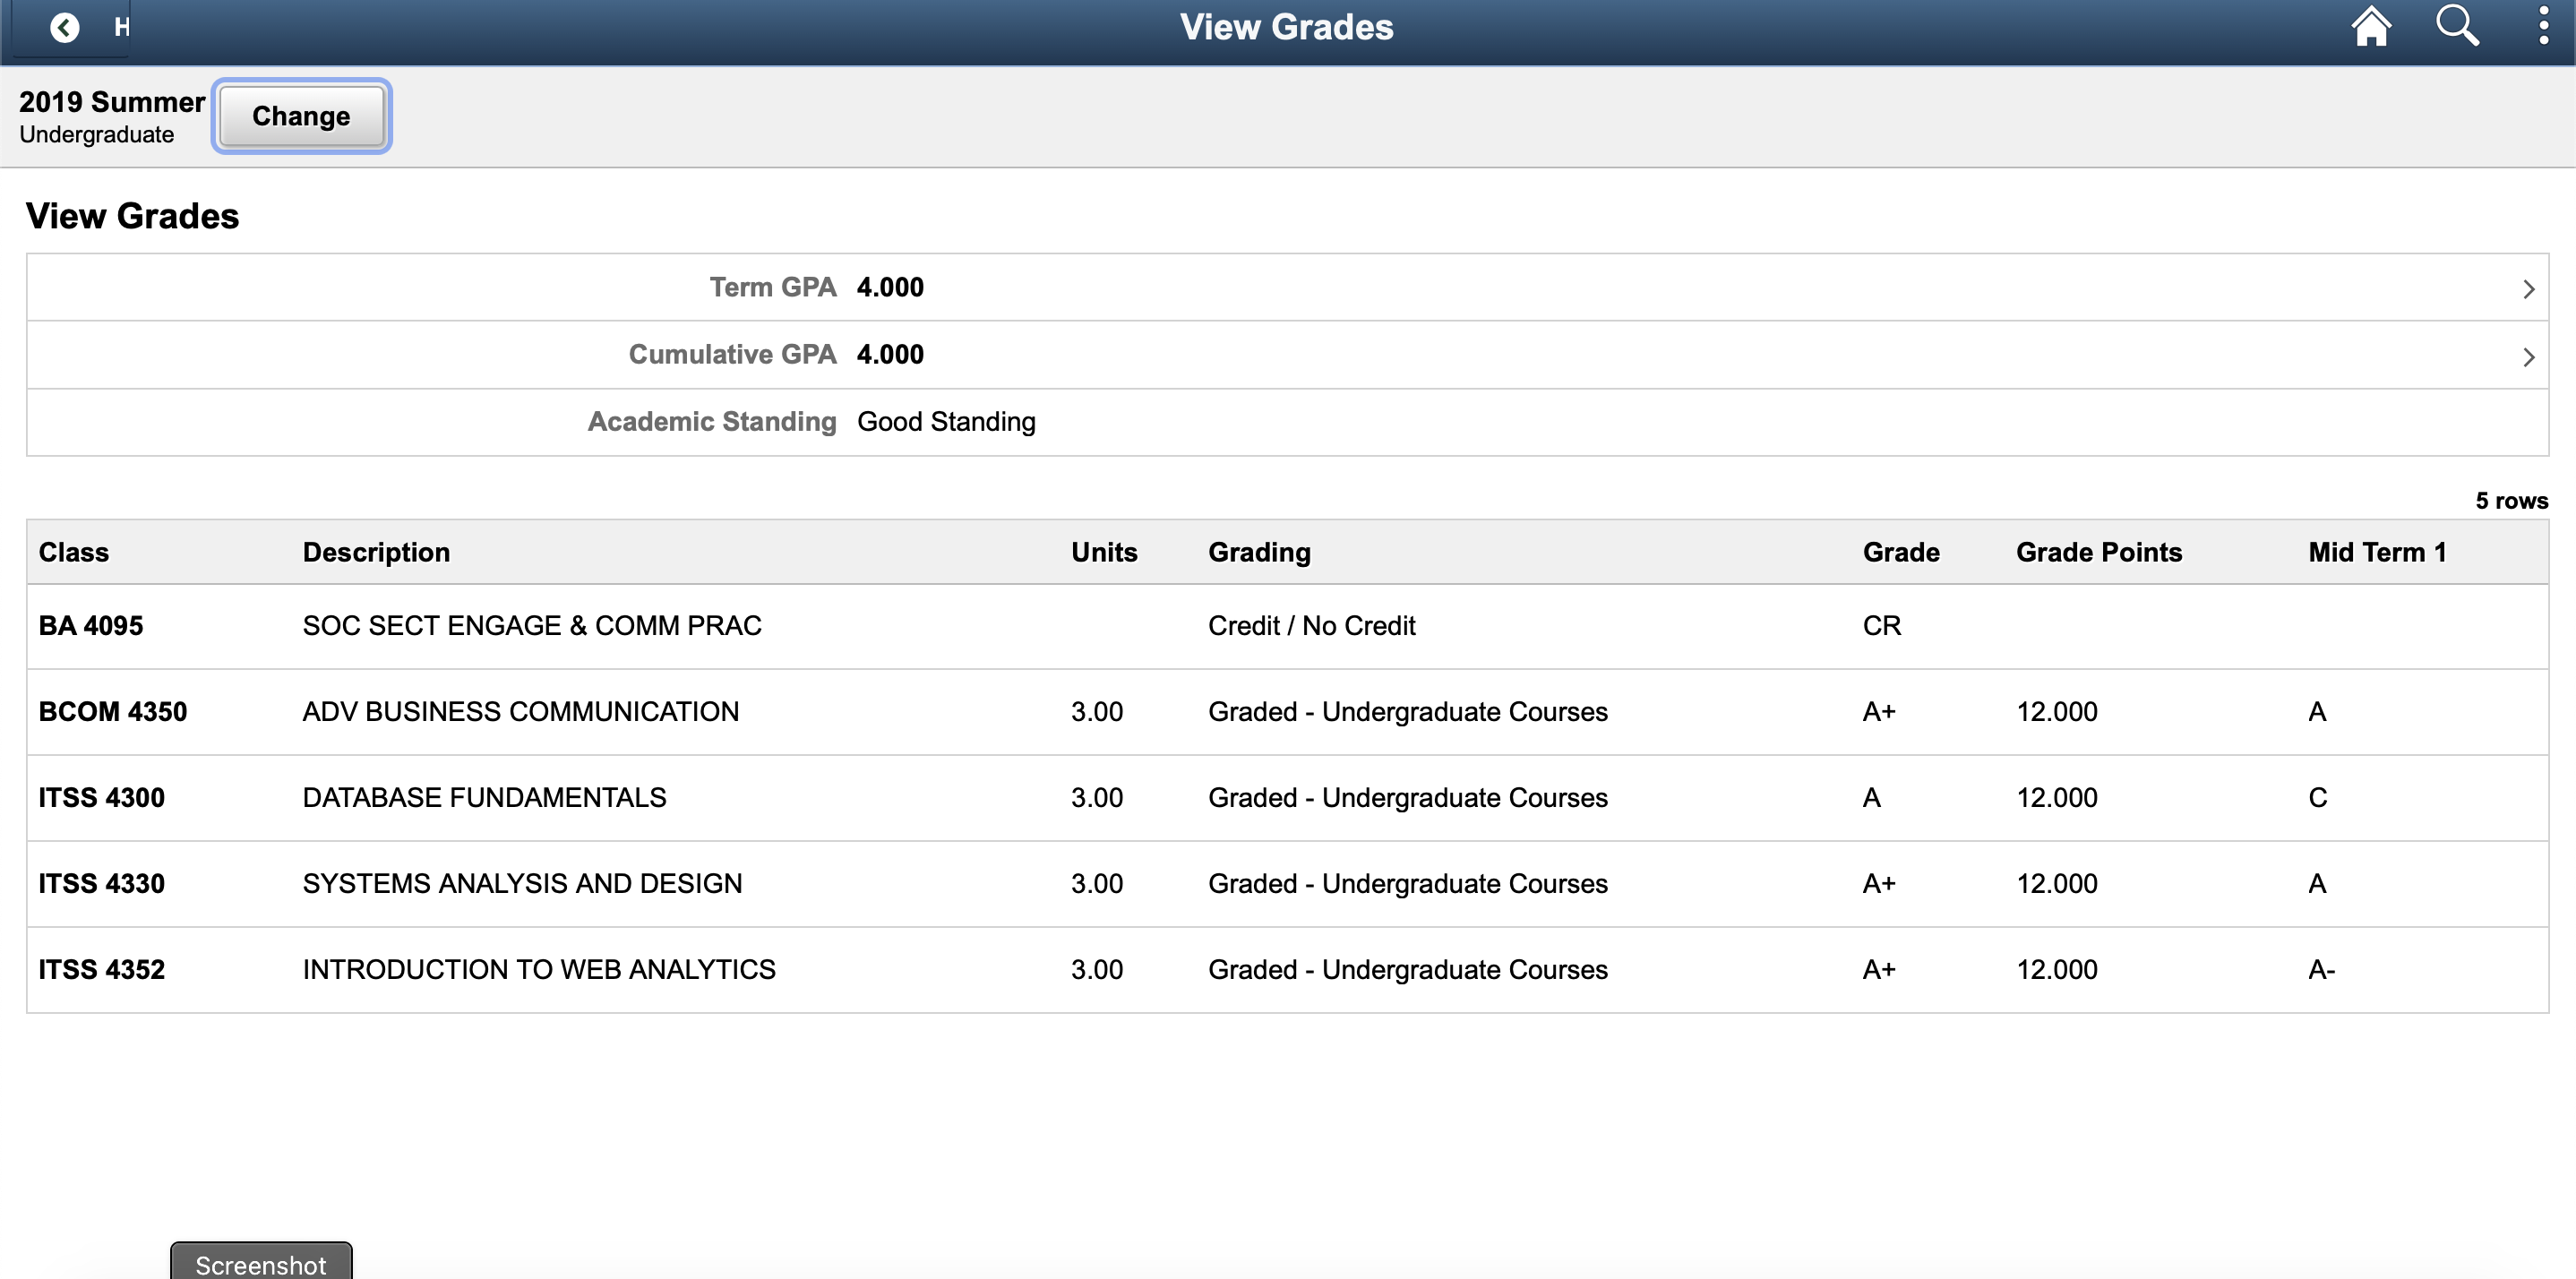 H
View Grades
2019 Summer
Undergraduate
Change
View Grades
Term GPA 4.000
Cumulative GPA 4.000
Academic Standing Good Standing
5 rows
Class Description Units Grading Grade Grade Points Mid Term 1
BA 4095 SOC SECT ENGAGE & COMM PRAC Credit / No Credit CR
BCOM 4350 ADV BUSINESS COMMUNICATION 3.00 Graded - Undergraduate Courses A+ 12.000 A
ITSS 4300 DATABASE FUNDAMENTALS 3.00 Graded - Undergraduate Courses A 12.000 C
ITSS 4330 SYSTEMS ANALYSIS AND DESIGN 3.00 Graded - Undergraduate Courses A+ 12.000 A
ITSS 4352 INTRODUCTION TO WEB ANALYTICS 3.00 Graded - Undergraduate Courses A+ 12.000 A-
Screenshot